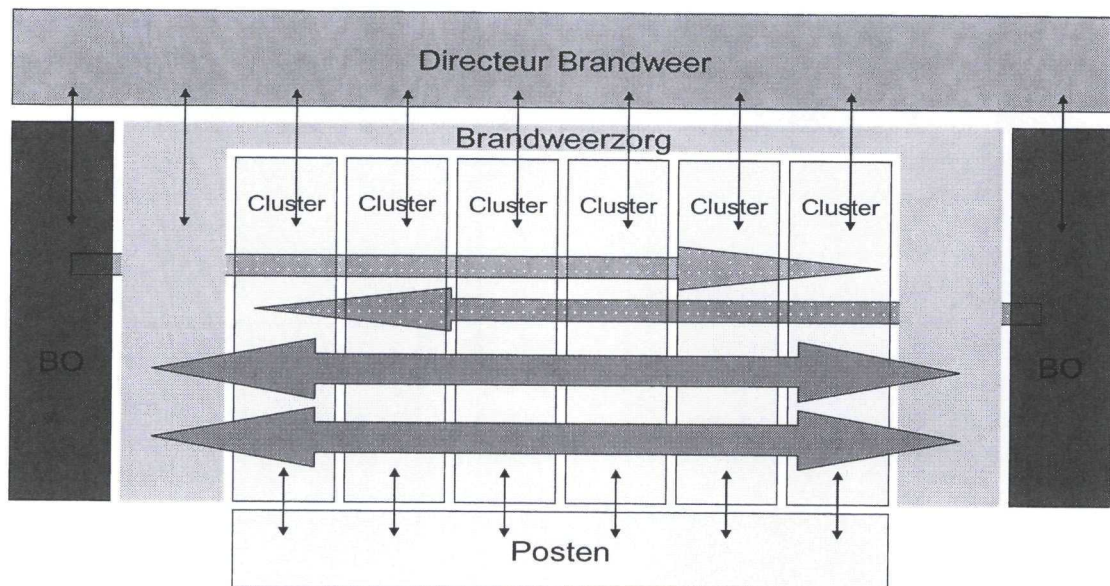 Directeur Brandweer
Brandweerzorg
Cluster Cluster Cluster Cluster Cluster Cluster
BO BO
Posten